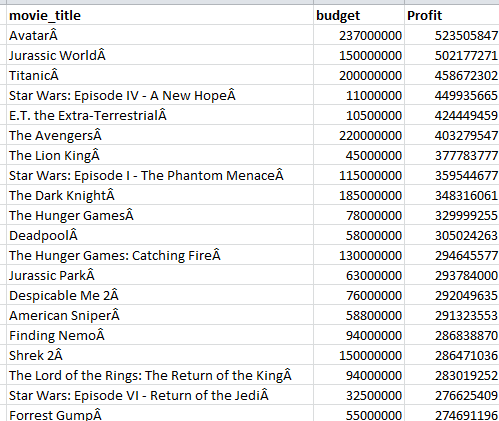 movie_title budget Profit
AvatarÂ 237000000 523505847
Jurassic WorldÂ 150000000 502177271
TitanicÂ 200000000 458672302
Star Wars: Episode IV - A New HopeÂ 11000000 449935665
E.T. the Extra-TerrestrialÂ 10500000 424449459
The AvengersÂ 220000000 403279547
The Lion KingÂ 45000000 377783777
Star Wars: Episode I - The Phantom MenaceÂ 115000000 359544677
The Dark KnightÂ 185000000 348316061
The Hunger GamesÂ 78000000 329999255
DeadpoolÂ 58000000 305024263
The Hunger Games: Catching FireÂ 130000000 294645577
Jurassic ParkÂ 63000000 293784000
Despicable Me 2Â 76000000 292049635
American SniperÂ 58800000 291323553
Finding NemoÂ 94000000 286838870
Shrek 2Â 150000000 286471036
The Lord of the Rings: The Return of the KingÂ 94000000 283019252
Star Wars: Episode VI - Return of the JediÂ 32500000 276625409
Forrest GumpÂ 55000000 274691196